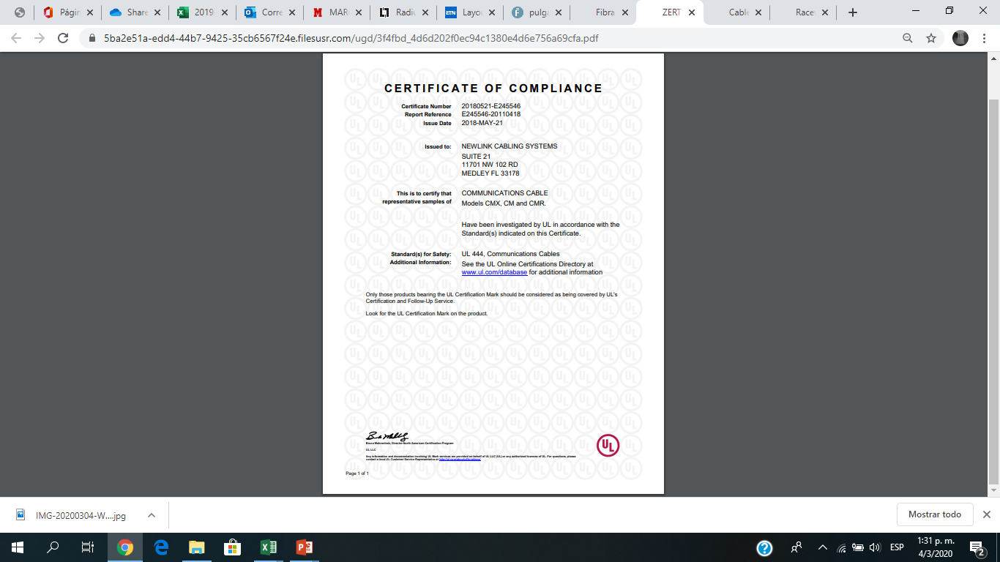 Págin
Share
2019
Corre
MAR
Radiu
ETN
Layou
pulga
Fibra
ZERT
Cable
Race
5ba2e51a-edd4-44b7-9425-35cb6567f24e.filesusr.com/ugd/3f4fbd_4d6d202f0ec94c1380e4d6e756a69cfa.pdf
CERTIFICATE OF COMPLIANCE
Certificate Number 20180521-E245546
Report Reference E245546-20110418
Issue Date 2018-MAY-21
Issued to: NEWLINK CABLING SYSTEMS
SUITE 21
11701 NW 102 RD
MEDLEY FL 33178
This is to certify that COMMUNICATIONS CABLE
representative samples of Models CMX, CM and CMR.
Have been investigated by UL in accordance with the
Standard(s) indicated on this Certificate.
Standard(s) for Safety: UL 444, Communications Cables
Additional Information: See the UL Online Certifications Directory at
www.ul.com/database for additional information
Only those products bearing the UL Certification Mark should be considered as being covered by UL's
Certification and Follow-Up Service.
Look for the UL Certification Mark on the product.
Bruce Mahrenholz, Director North American Certification Program
UL LLC
Any information and documentation involving UL Mark services are provided on behalf of UL LLC (UL) or any authorized licensee of UL. For questions, please
contact a local UL Customer Service Representative at http://ul.com/aboutul/locations/
UL
Page 1 of 1
IMG-20200304-W....jpg
Mostrar todo
ESP
1:31 p. m.
4/3/2020
2